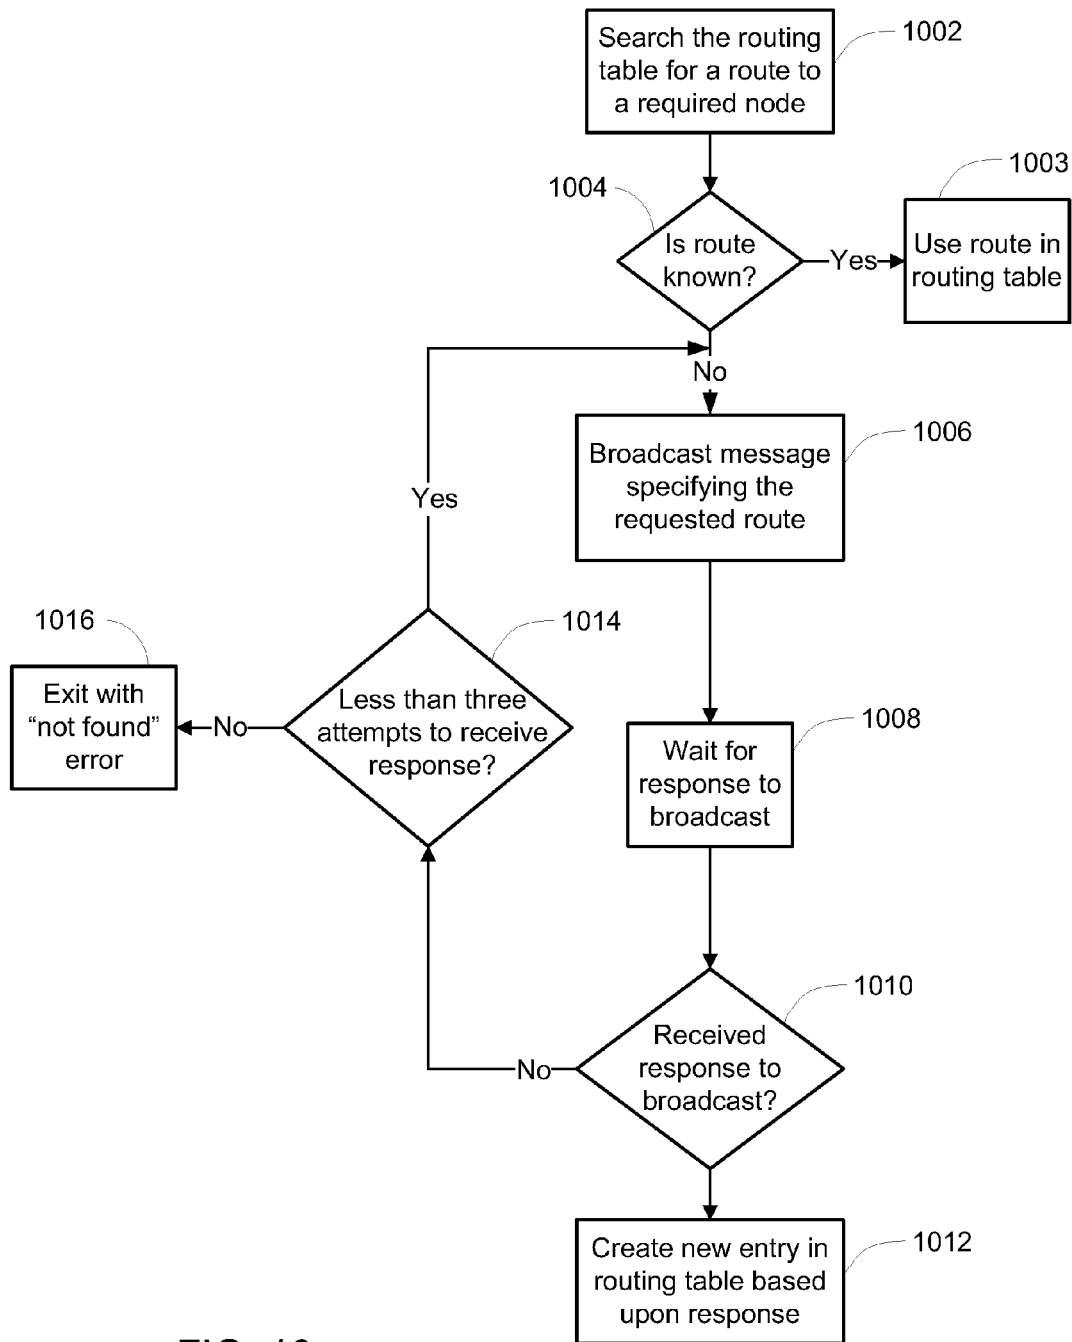 Search the routing
table for a route to
a required node
1002
1004
Is route
known?
Yes
1003
Use route in
routing table
No
1006
Broadcast message
specifying the
requested route
Yes
1016
Exit with
“not found”
error
No
1014
Less than three
attempts to receive
response?
1008
Wait for
response to
broadcast
1010
Received
response to
broadcast?
No
1012
Create new entry in
routing table based
upon response